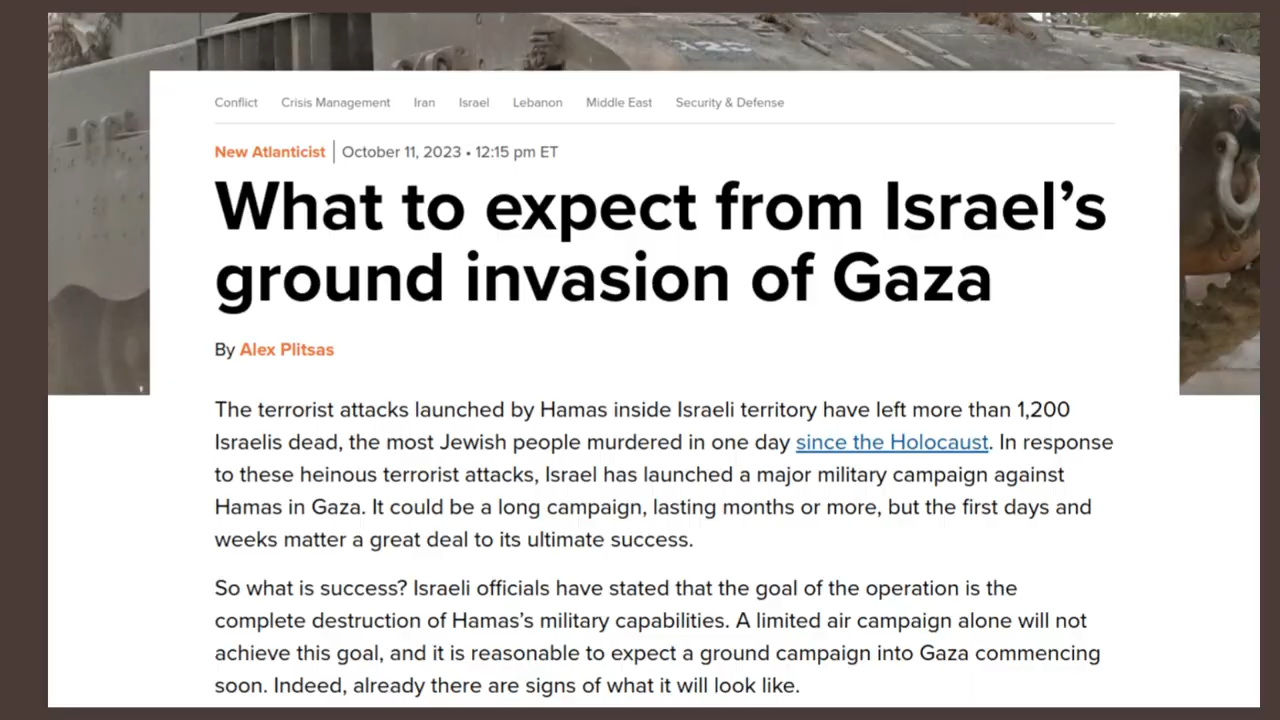 Conflict Crisis Management Iran Israel Lebanon Middle East Security & Defense
New Atlanticist | October 11, 2023 • 12:15 pm ET
What to expect from Israel’s
ground invasion of Gaza
By Alex Plitsas
The terrorist attacks launched by Hamas inside Israeli territory have left more than 1,200
Israelis dead, the most Jewish people murdered in one day since the Holocaust. In response
to these heinous terrorist attacks, Israel has launched a major military campaign against
Hamas in Gaza. It could be a long campaign, lasting months or more, but the first days and
weeks matter a great deal to its ultimate success.
So what is success? Israeli officials have stated that the goal of the operation is the
complete destruction of Hamas’s military capabilities. A limited air campaign alone will not
achieve this goal, and it is reasonable to expect a ground campaign into Gaza commencing
soon. Indeed, already there are signs of what it will look like.